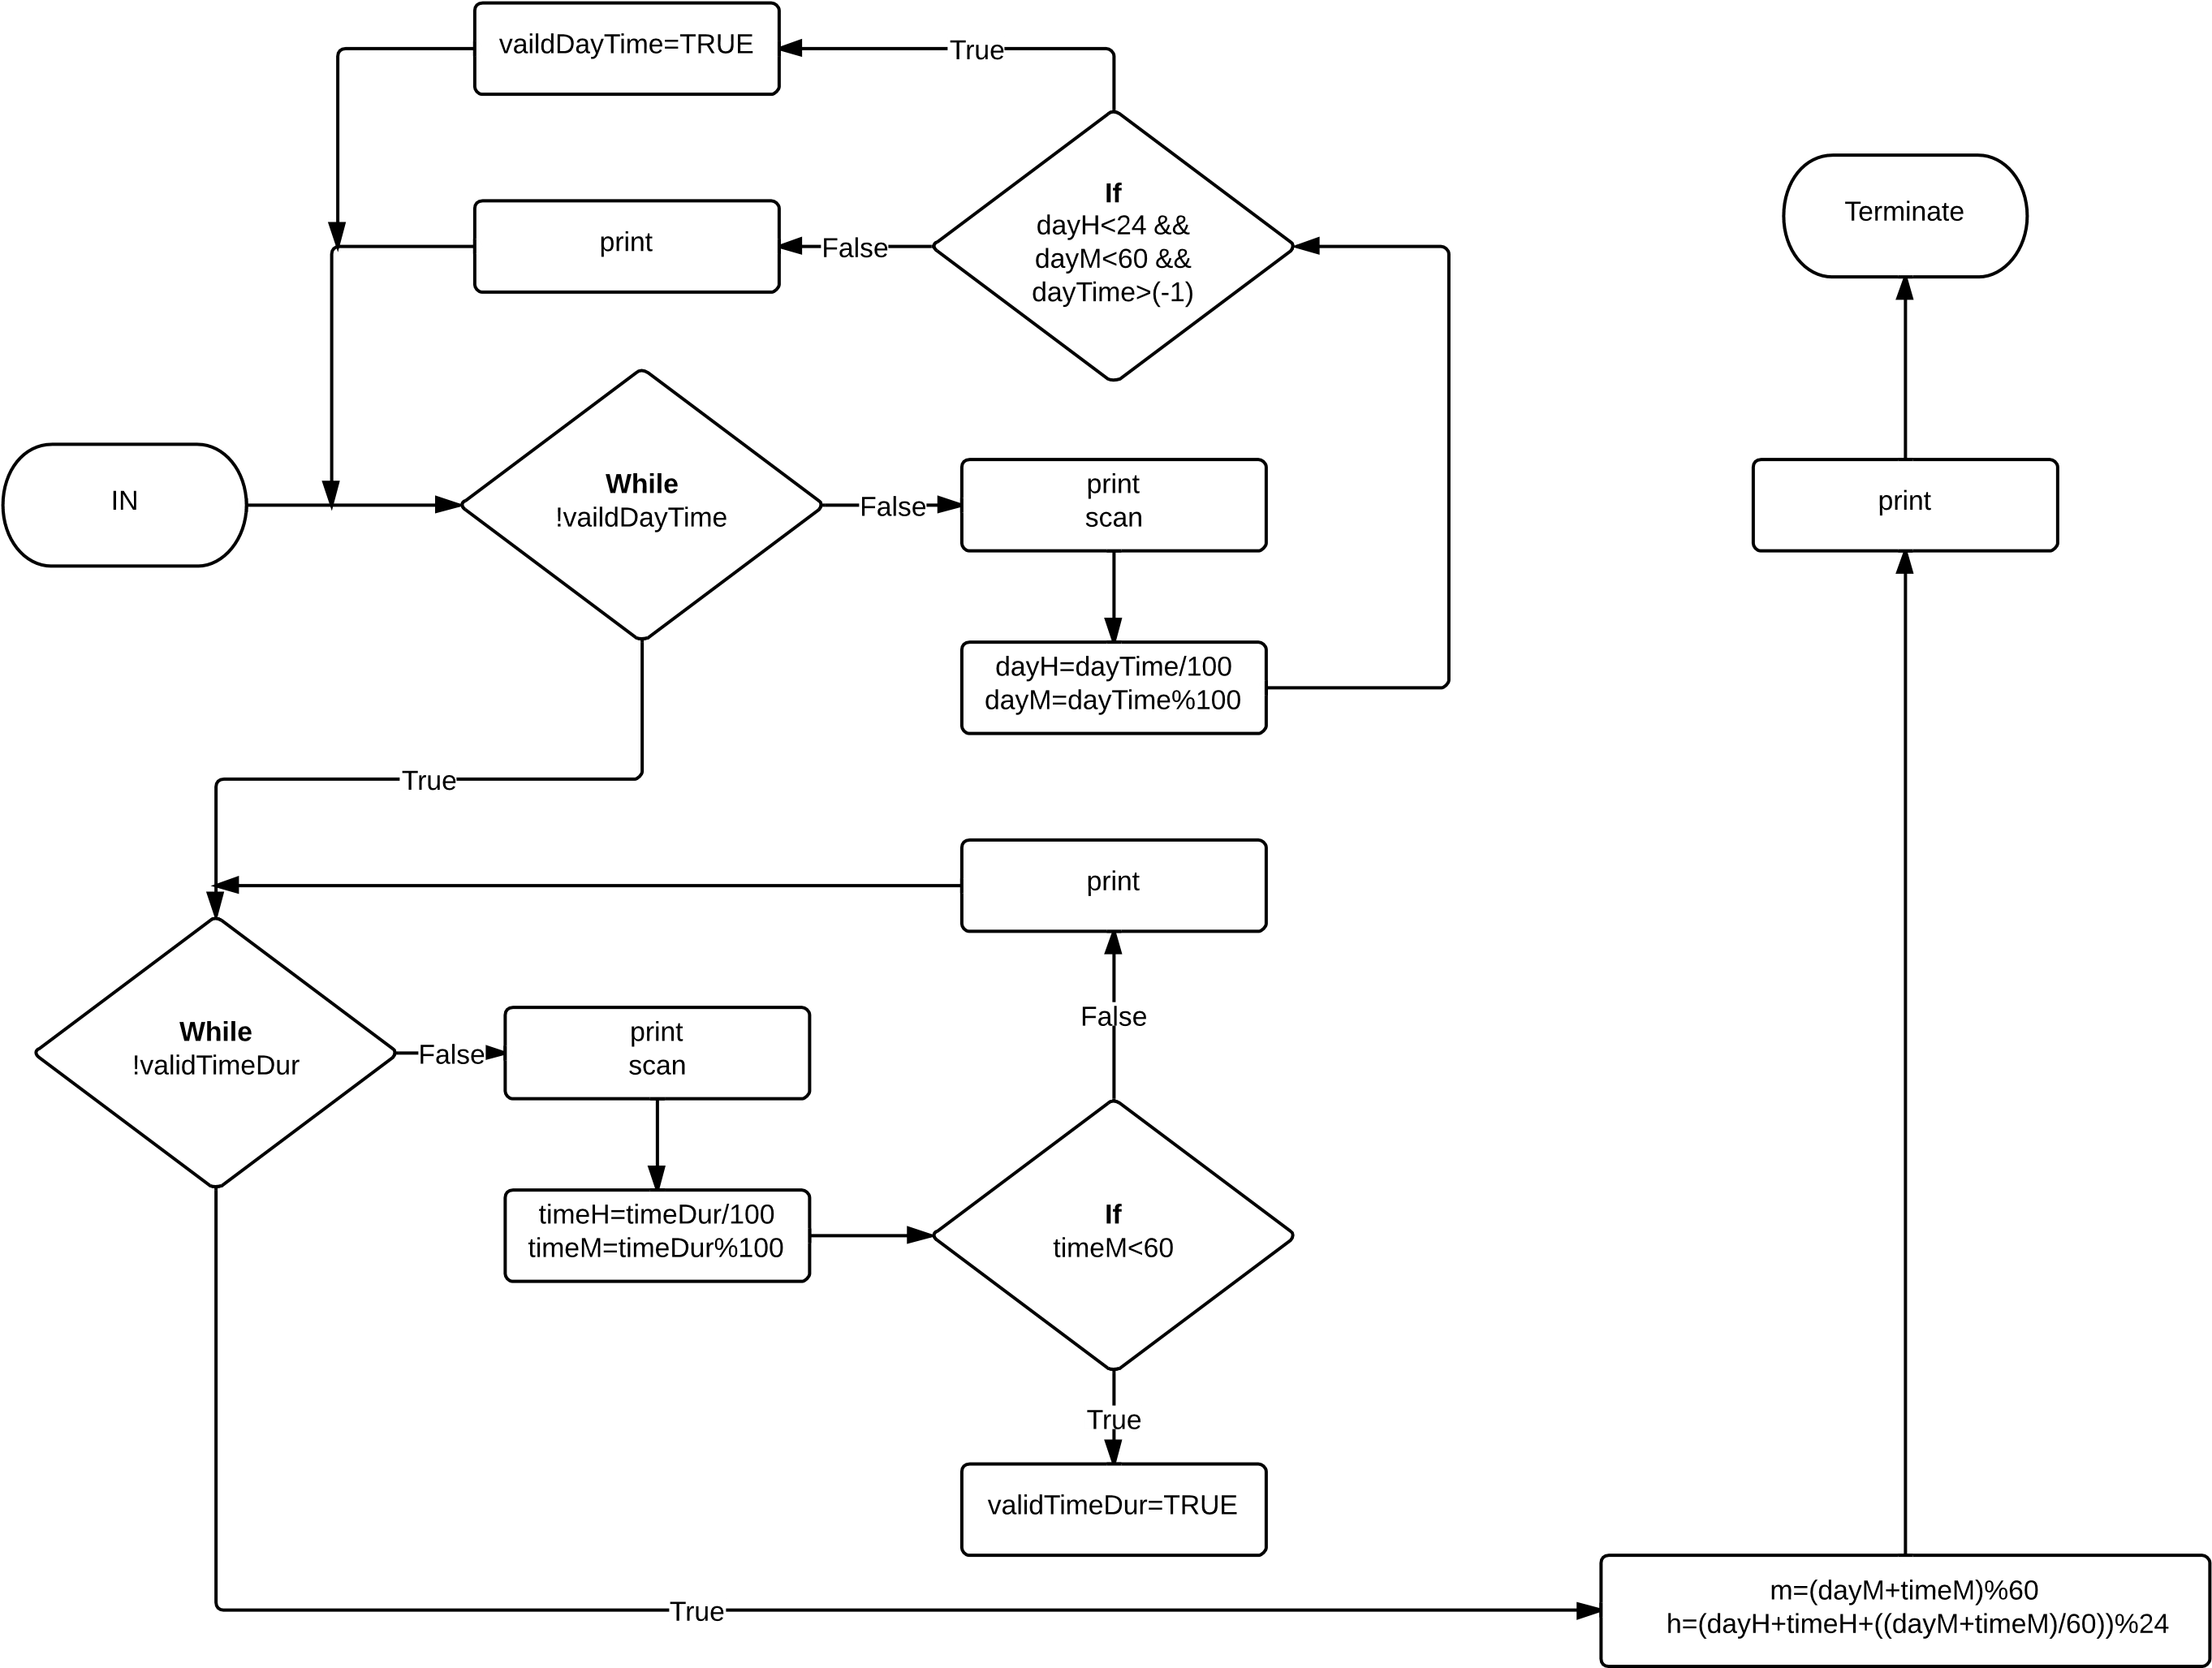 vaildDayTime=TRUE
True
If
dayH<24 &&
dayM<60 &&
dayTime>(-1)
False
print
Terminate
IN
While
!vaildDayTime
False
print
scan
print
dayH=dayTime/100
dayM=dayTime%100
True
print
While
!validTimeDur
False
print
scan
False
timeH=timeDur/100
timeM=timeDur%100
If
timeM<60
True
validTimeDur=TRUE
True
m=(dayM+timeM)%60
h=(dayH+timeH+((dayM+timeM)/60))%24